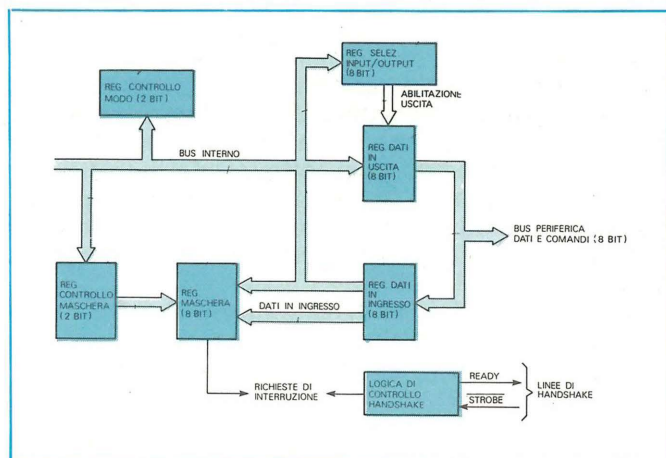 REG. SELEZ.
INPUT/OUTPUT
(8 BIT)
REG. CONTROLLO
MODO (2 BIT)
ABILITAZIONE
USCITA
BUS INTERNO
REG. DATI
IN
USCITA
(8 BIT)
BUS PERIFERICA
DATI E COMANDI (8 BIT)
REG.
CONTROLLO
MASCHERA
(2 BIT)
REG.
MASCHERA
(8 BIT)
REG. DATI
IN
INGRESSO
(8 BIT)
DATI IN INGRESSO
RICHIESTE DI
INTERRUZIONE
LOGICA DI
CONTROLLO
HANDSHAKE
READY
STROBE
LINEE DI
HANDSHAKE